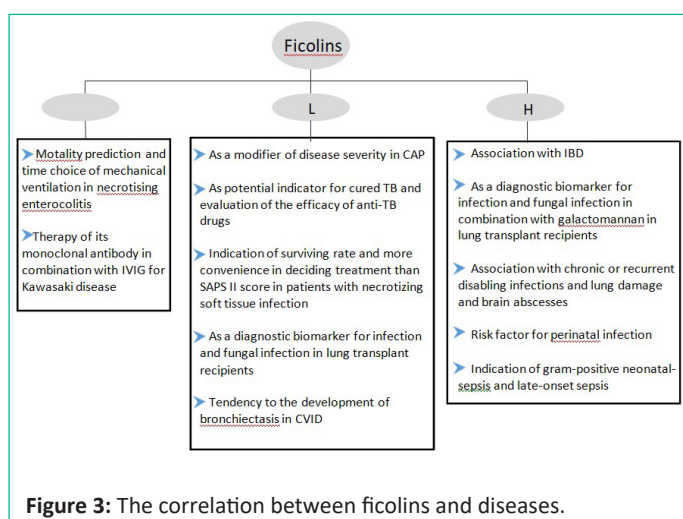 Ficolins
L
H
Motality prediction and
time choice of mechanical
ventilation in necrotising
enterocolitis
Therapy of its
monoclonal antibody in
combination with IVIG for
Kawasaki disease
As a modifier of disease severity in CAP
As potential indicator for cured TB and
evaluation of the efficacy of anti-TB
drugs
Indication of surviving rate and more
convenience in deciding treatment than
SAPS II score in patients with necrotizing
soft tissue infection
As a diagnostic biomarker for infection
and fungal infection in lung transplant
recipients
Tendency to the development of
bronchiectasis in CVID
Association with IBD
As a diagnostic biomarker for
infection and fungal infection in
combination with galactomannan in
lung transplant recipients
Association with chronic or recurrent
disabling infections and lung damage
and brain abscesses
Risk factor for perinatal infection
Indication of gram-positive neonatal-
sepsis and late-onset sepsis
Figure 3: The correlation between ficolins and diseases.